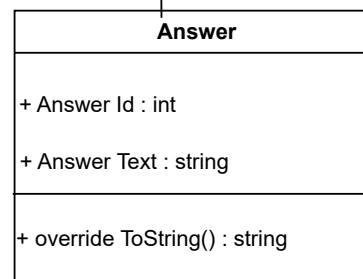 Answer
+ Answer Id : int
+ Answer Text : string
+ override ToString() : string